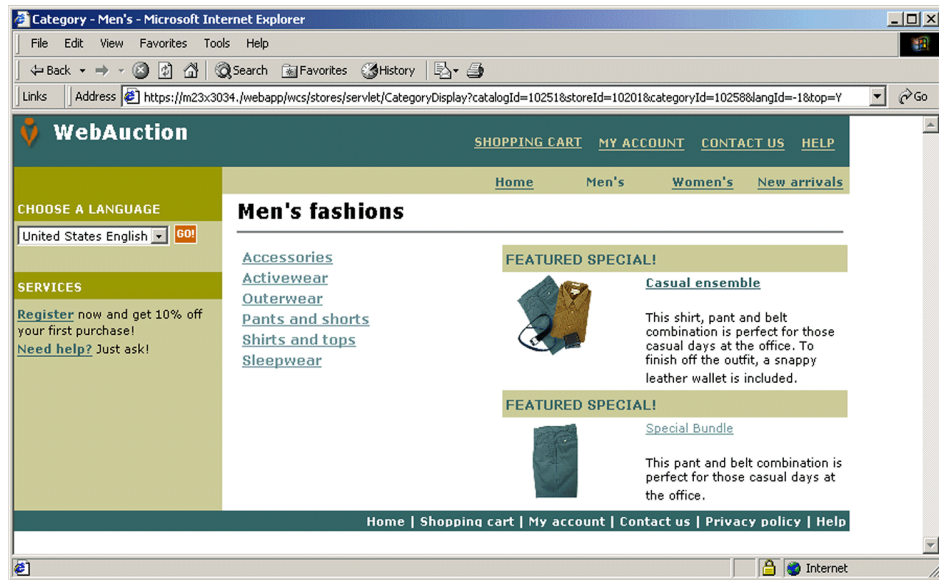 Category - Men's - Microsoft Internet Explorer
File Edit View Favorites Tools Help
Back Search Favorites History
Links Address https://m23x3034./webapp/wcs/stores/servlet/CategoryDisplay?catalogId=10251&storeId=10201&categoryId=10258&langId=-1&top=Y Go
WebAuction
SHOPPING CART MY ACCOUNT CONTACT US HELP
Home Men's Women's New arrivals
CHOOSE A LANGUAGE
United States English GO!
SERVICES
Register now and get 10% off
your first purchase!
Need help? Just ask!
Men's fashions
Accessories
Activewear
Outerwear
Pants and shorts
Shirts and tops
Sleepwear
FEATURED SPECIAL!
Casual ensemble
This shirt, pant and belt
combination is perfect for those
casual days at the office. To
finish off the outfit, a snappy
leather wallet is included.
FEATURED SPECIAL!
Special Bundle
This pant and belt combination is
perfect for those casual days at
the office.
Home | Shopping cart | My account | Contact us | Privacy policy | Help
Internet